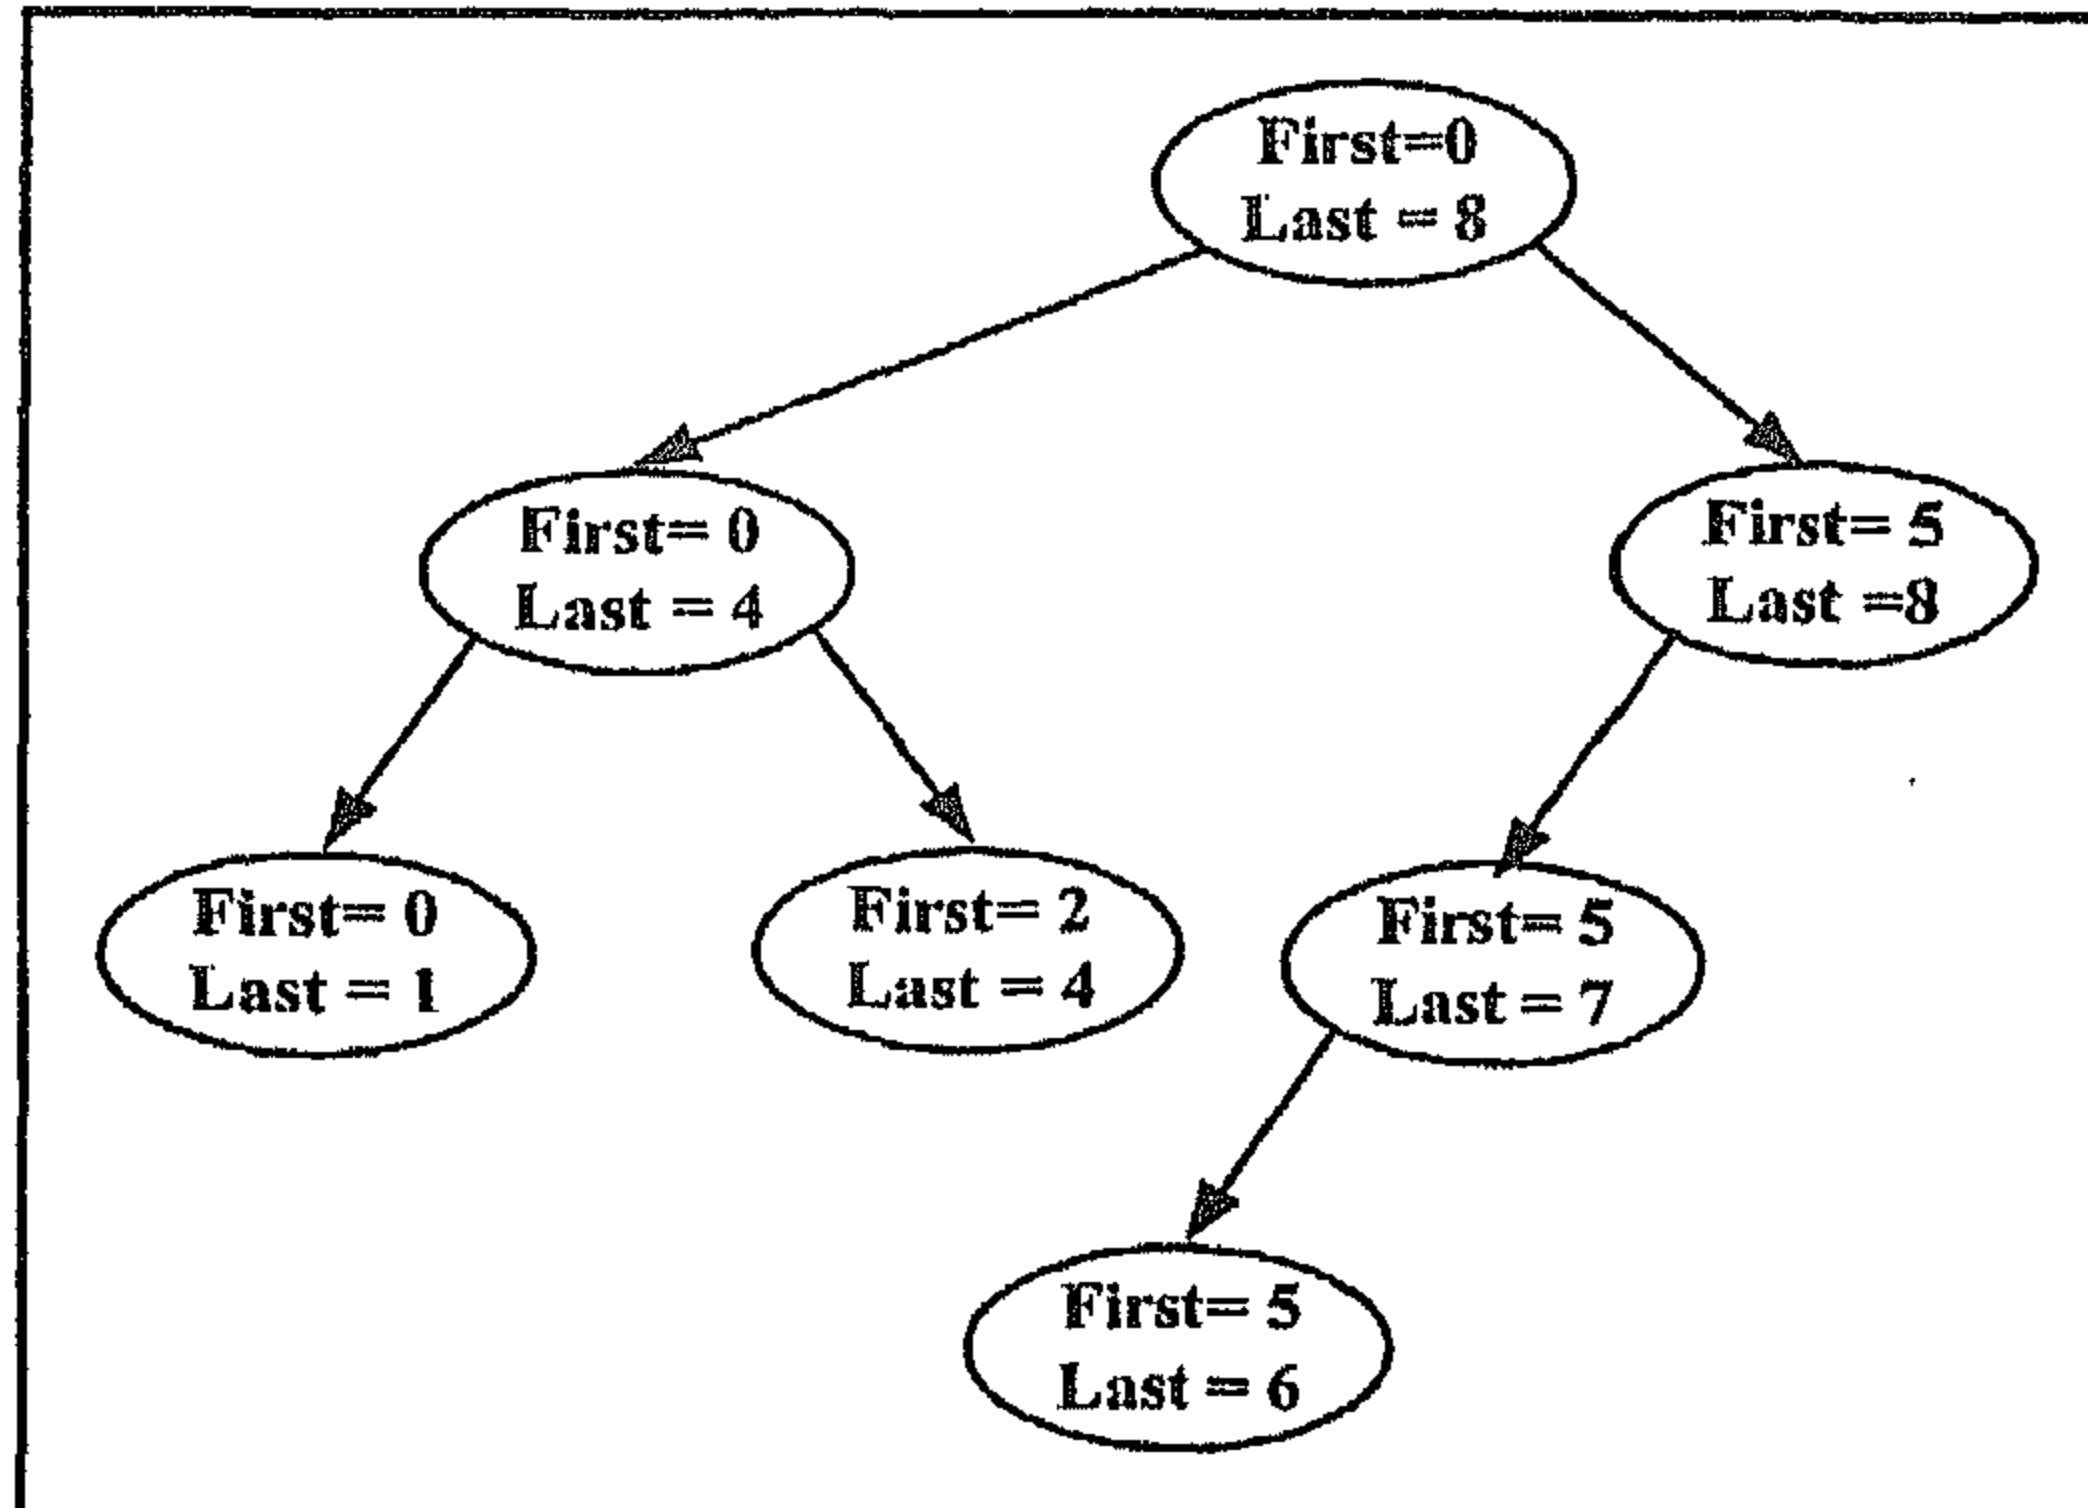 First=0
Last = 8
First= 0
Last = 4
First= 5
Last =8
First= 0
Last = 1
First= 2
Last = 4
First= 5
Last = 7
First= 5
Last = 6